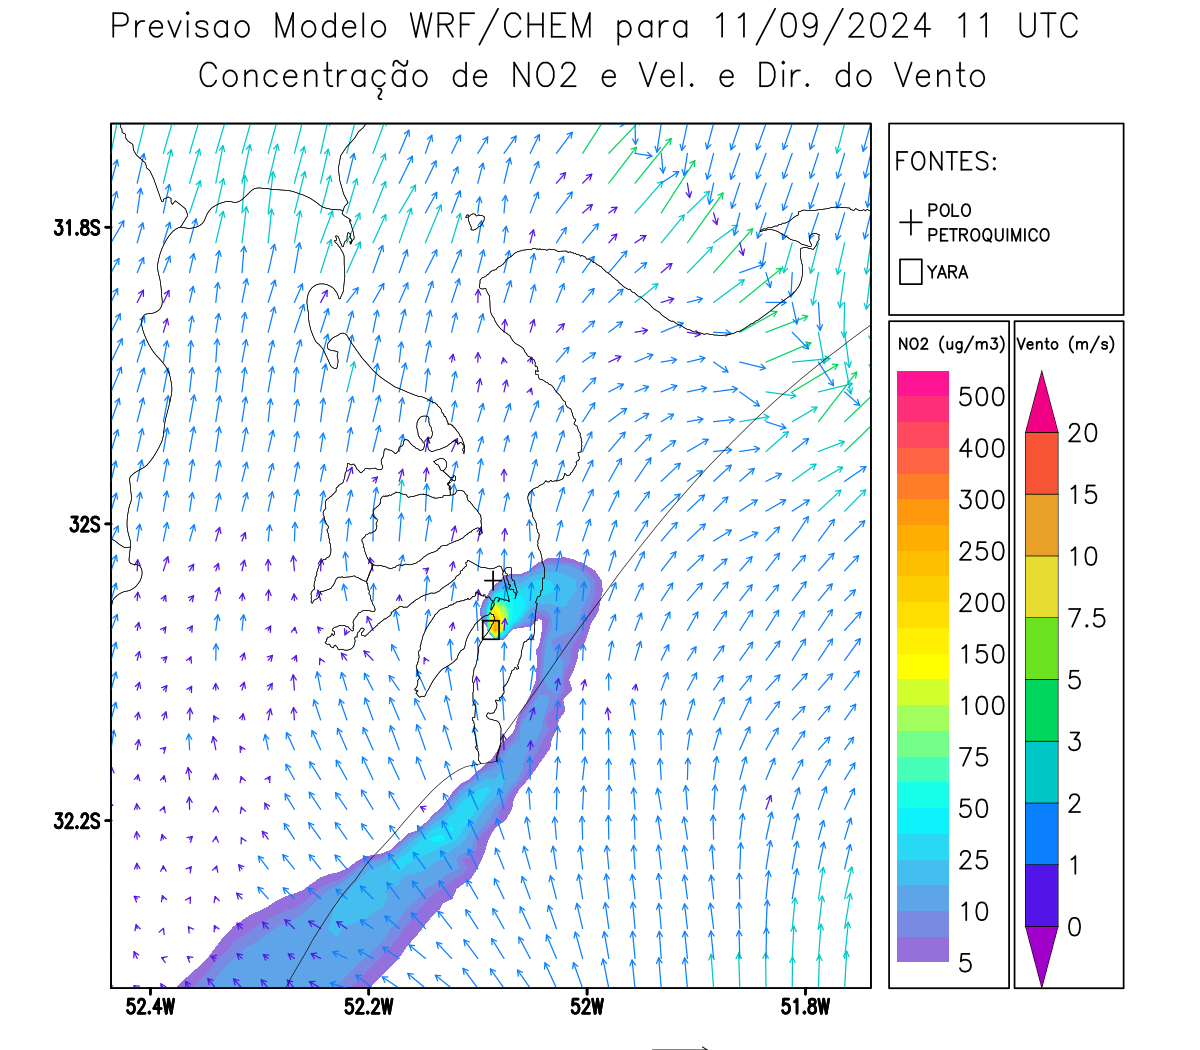 Previsao Modelo WRF/CHEM para 11/09/2024 11 UTC
Concentração de NO2 e Vel. e Dir. do Vento
FONTES:
POLO
PETROQUIMICO
YARA
31.8S
32S
32.2S
52.4W
52.2W
52W
51.8W
NO2 (ug/m3)
500
400
300
250
200
150
100
75
50
25
10
5
Vento (m/s)
20
15
10
7.5
5
3
2
1
0